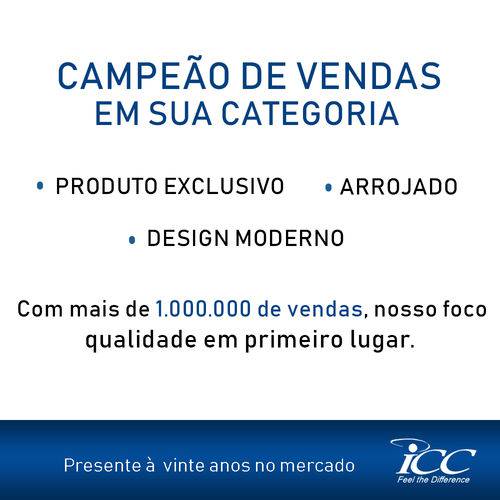 CAMPEÃO DE VENDAS
EM SUA CATEGORIA
• PRODUTO EXCLUSIVO • ARROJADO
• DESIGN MODERNO
Com mais de 1.000.000 de vendas, nosso foco
qualidade em primeiro lugar.
Presente à vinte anos no mercado
icc
Feel the Difference